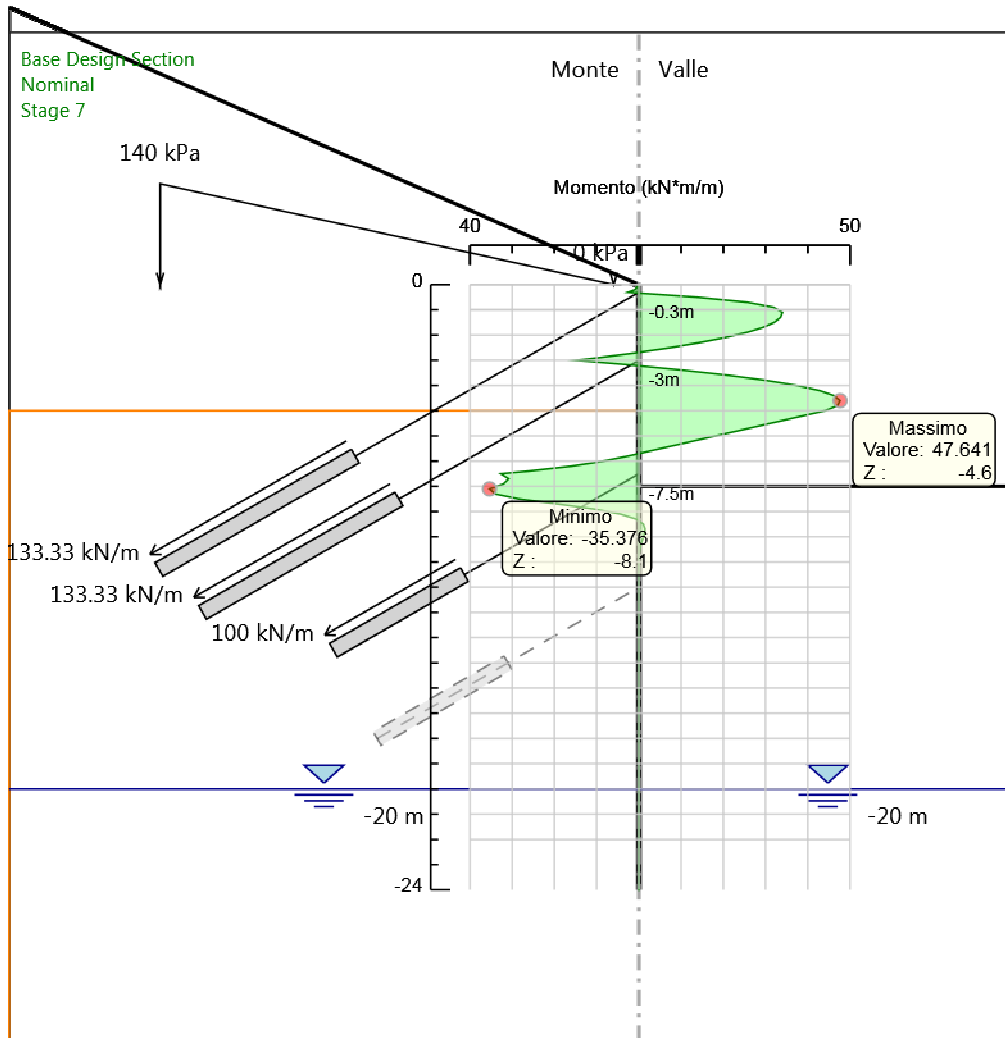 Base Design Section
Nominal
Stage 7
Monte
Valle
140 kPa
Momento (kN*m/m)
40
50
0 kPa
0
-0.3m
-3m
Massimo
Valore: 47.641
Z : -4.6
-7.5m
Minimo
Valore: -35.376
Z : -8.1
133.33 kN/m
133.33 kN/m
100 kN/m
-20 m
-20 m
-24